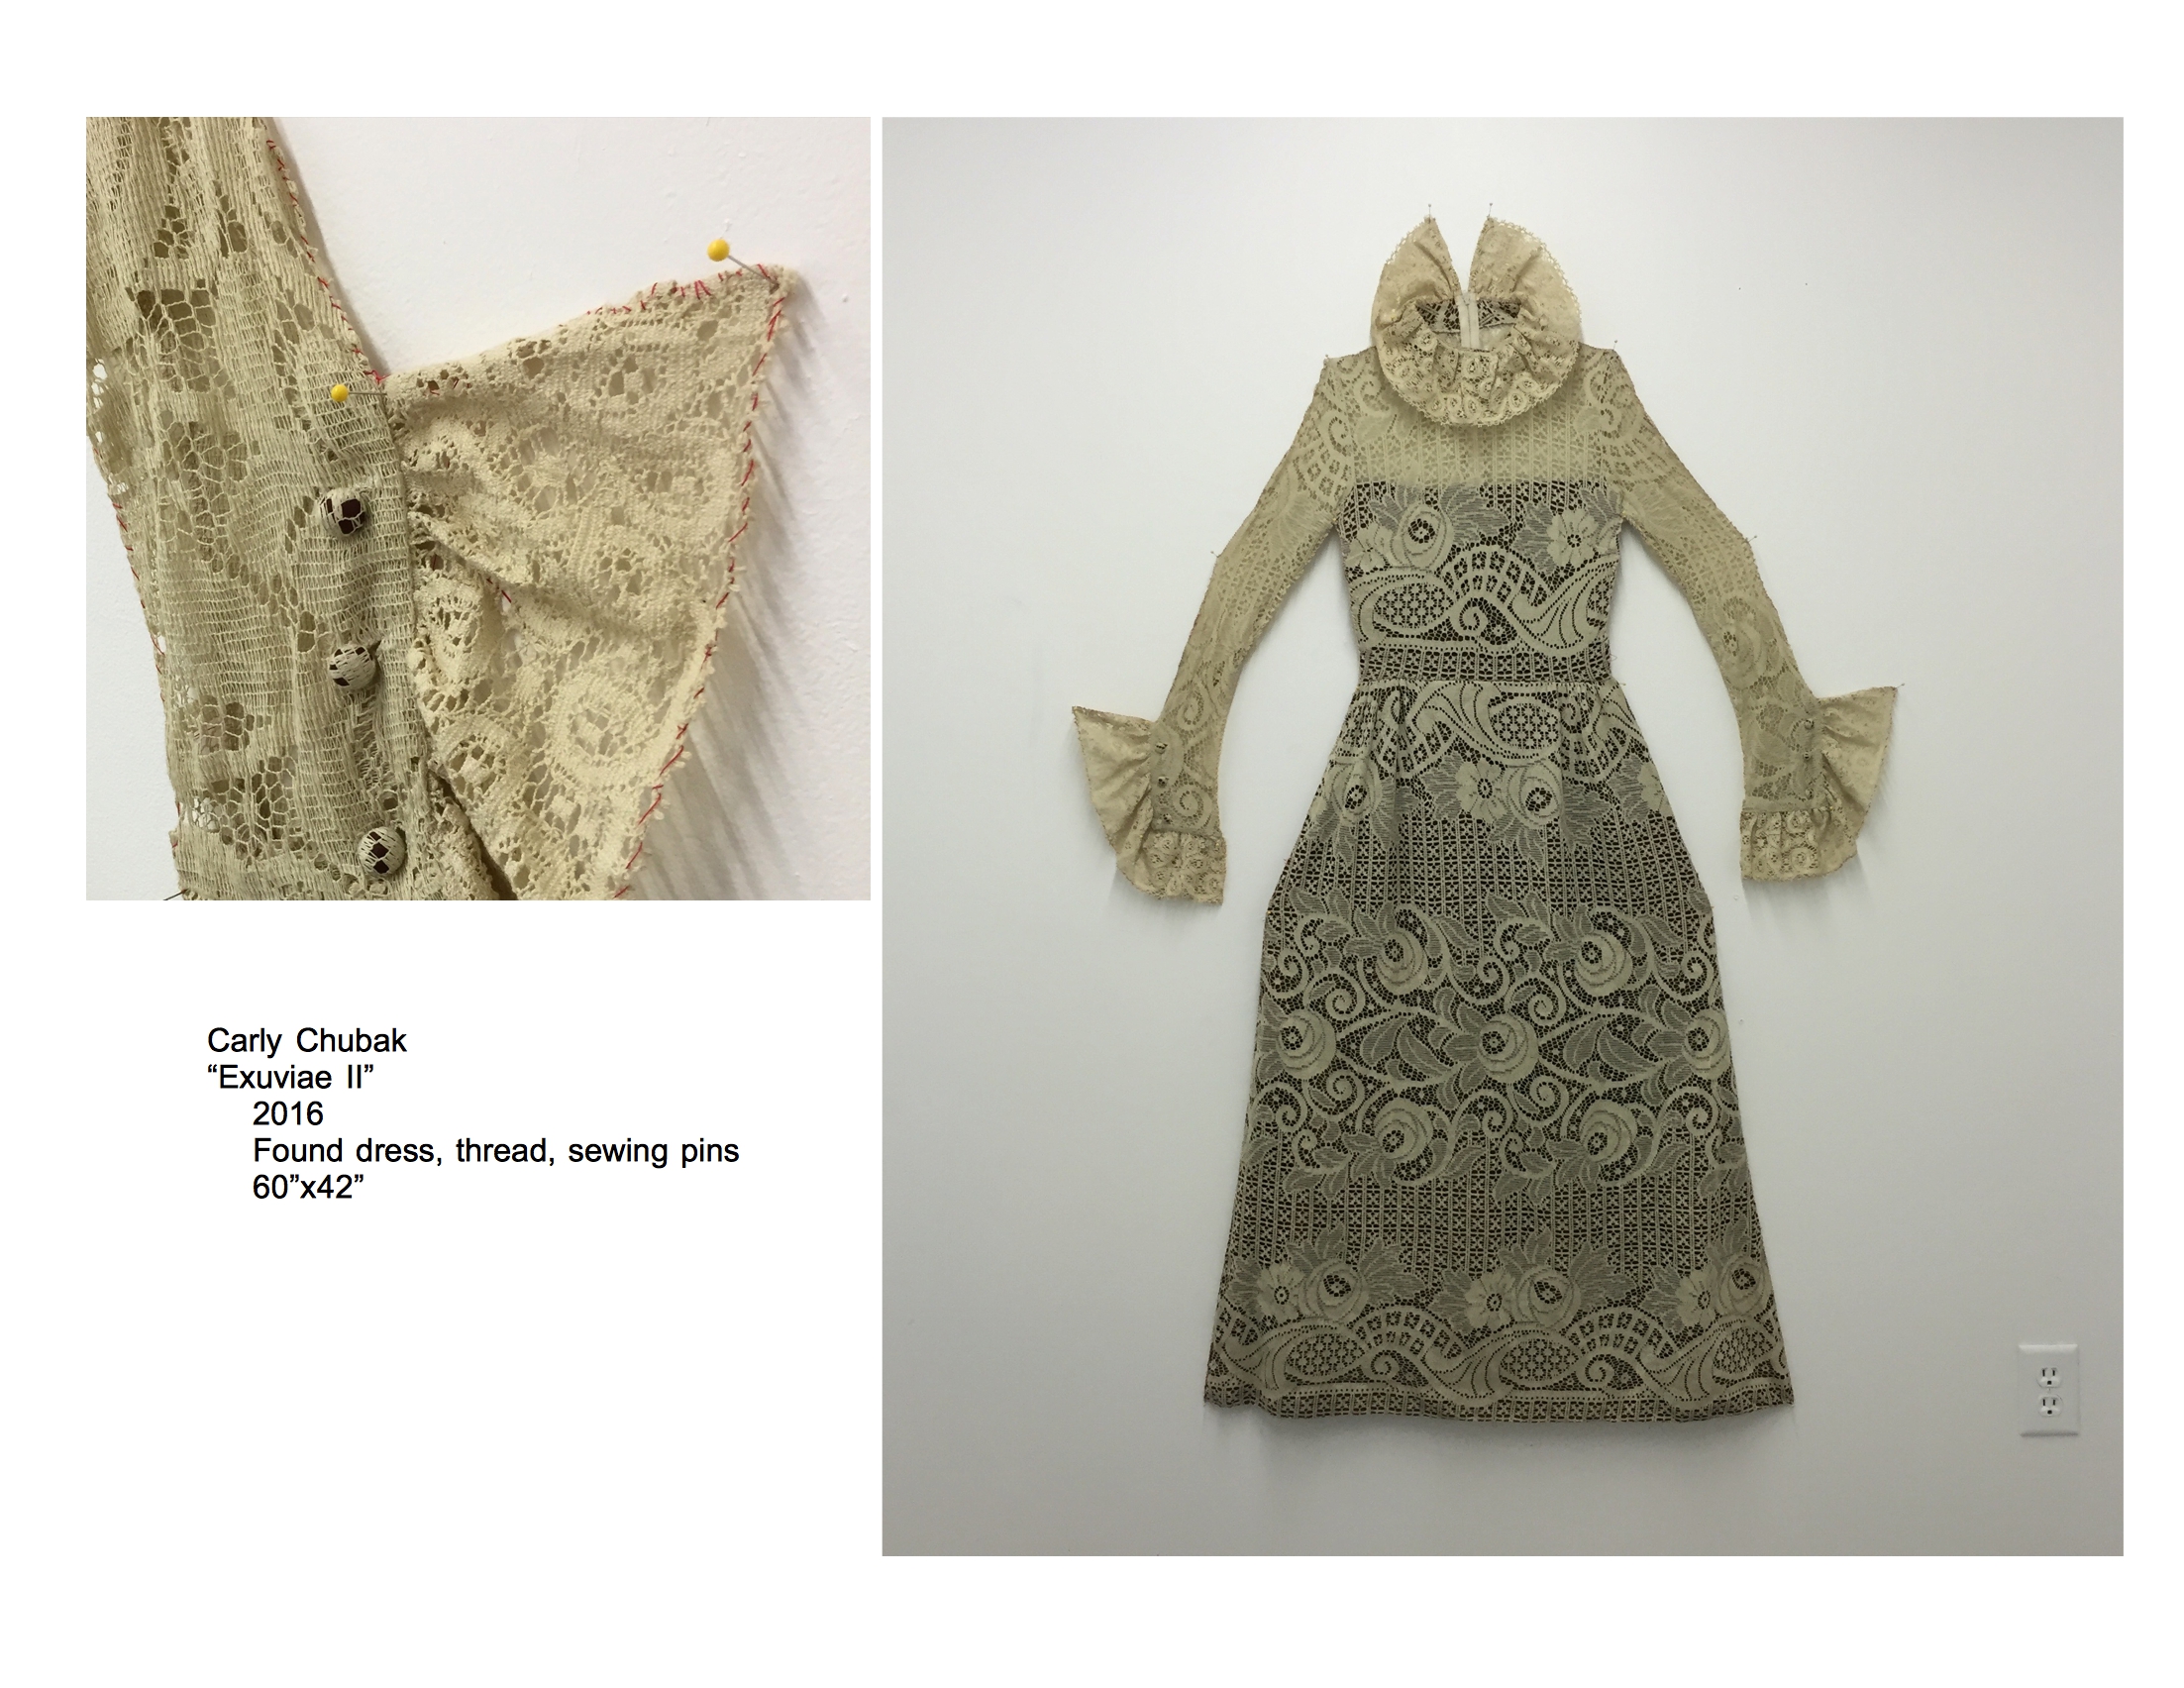 Carly Chubak
“Exuviae II”
2016
Found dress, thread, sewing pins
60”x42”